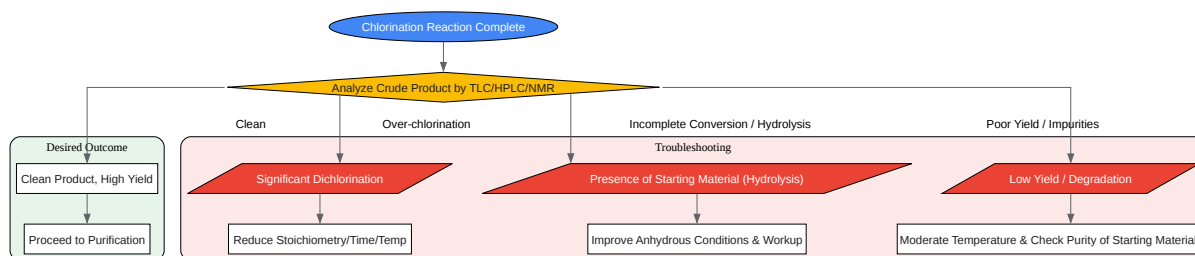 Chlorination Reaction Complete
Analyze Crude Product by TLC/HPLC/NMR
Clean
Over-chlorination
Incomplete Conversion / Hydrolysis
Poor Yield / Impurities
Desired Outcome
Troubleshooting
Clean Product, High Yield
Significant Dichlorination
Presence of Starting Material (Hydrolysis)
Low Yield / Degradation
Proceed to Purification
Reduce Stoichiometry/Time/Temp
Improve Anhydrous Conditions & Workup
Moderate Temperature & Check Purity of Starting Material